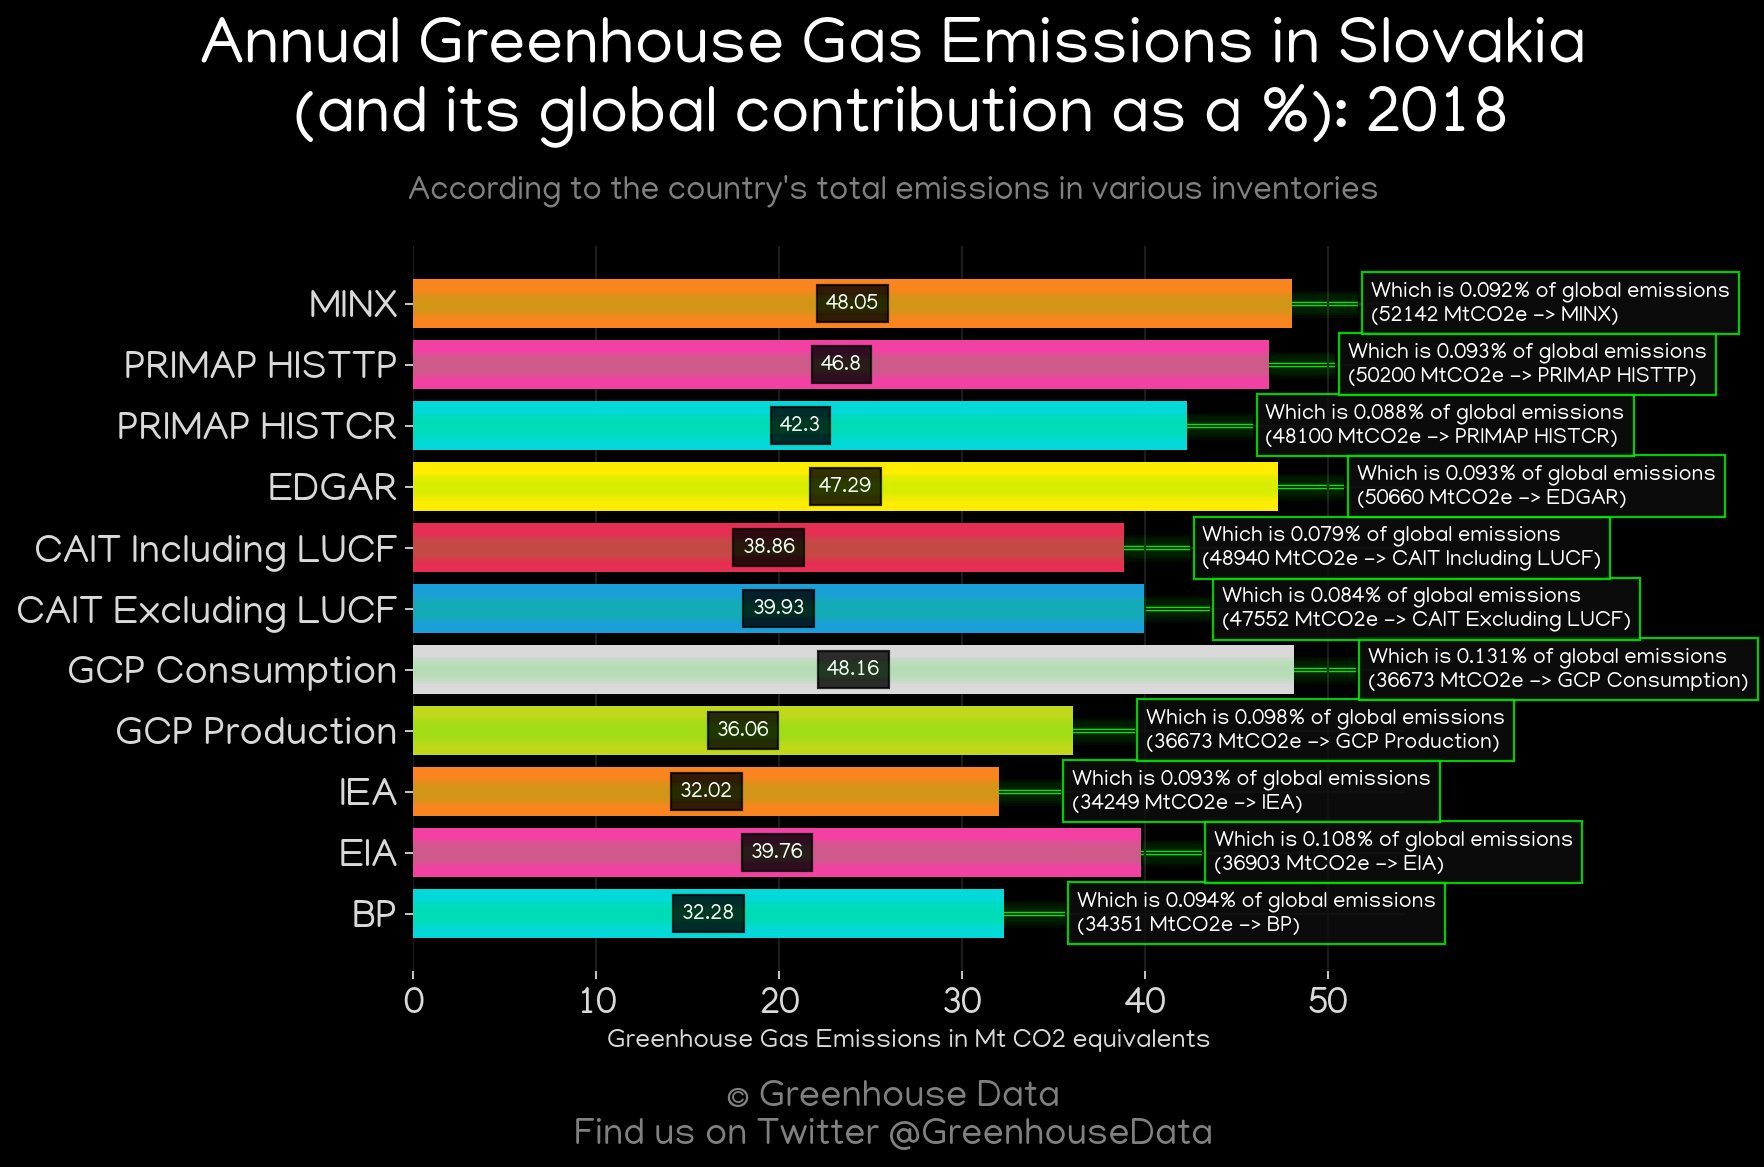 Annual Greenhouse Gas Emissions in Slovakia
(and its global contribution as a %): 2018
According to the country's total emissions in various inventories
MINX
48.05
Which is 0.092% of global emissions
(52142 MtCO2e -> MINX)
PRIMAP HISTTP
46.8
Which is 0.093% of global emissions
(50200 MtCO2e -> PRIMAP HISTTP)
PRIMAP HISTCR
42.3
Which is 0.088% of global emissions
(48100 MtCO2e -> PRIMAP HISTCR)
EDGAR
47.29
Which is 0.093% of global emissions
(50660 MtCO2e -> EDGAR)
CAIT Including LUCF
38.86
Which is 0.079% of global emissions
(48940 MtCO2e -> CAIT Including LUCF)
CAIT Excluding LUCF
39.93
Which is 0.084% of global emissions
(47552 MtCO2e -> CAIT Excluding LUCF)
GCP Consumption
48.16
Which is 0.131% of global emissions
(36673 MtCO2e -> GCP Consumption)
GCP Production
36.06
Which is 0.098% of global emissions
(36673 MtCO2e -> GCP Production)
IEA
32.02
Which is 0.093% of global emissions
(34249 MtCO2e -> IEA)
EIA
39.76
Which is 0.108% of global emissions
(36903 MtCO2e -> EIA)
BP
32.28
Which is 0.094% of global emissions
(34351 MtCO2e -> BP)
0 10 20 30 40 50
Greenhouse Gas Emissions in Mt CO2 equivalents
© Greenhouse Data
Find us on Twitter @GreenhouseData